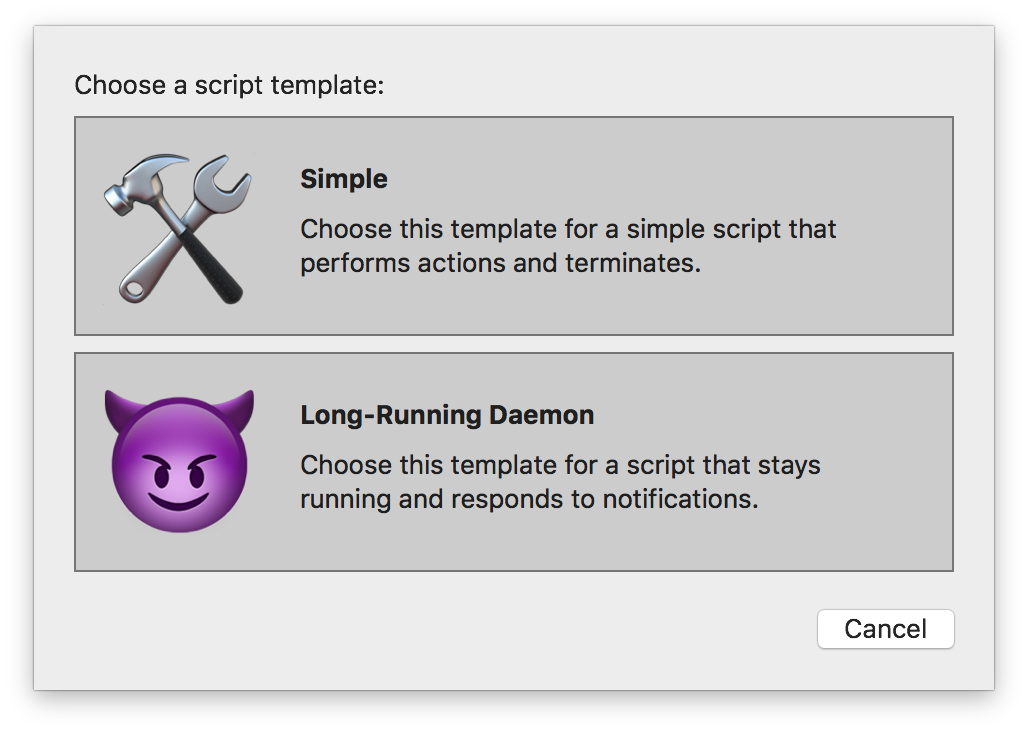 Choose a script template:
Simple
Choose this template for a simple script that
performs actions and terminates.
Long-Running Daemon
Choose this template for a script that stays
running and responds to notifications.
Cancel